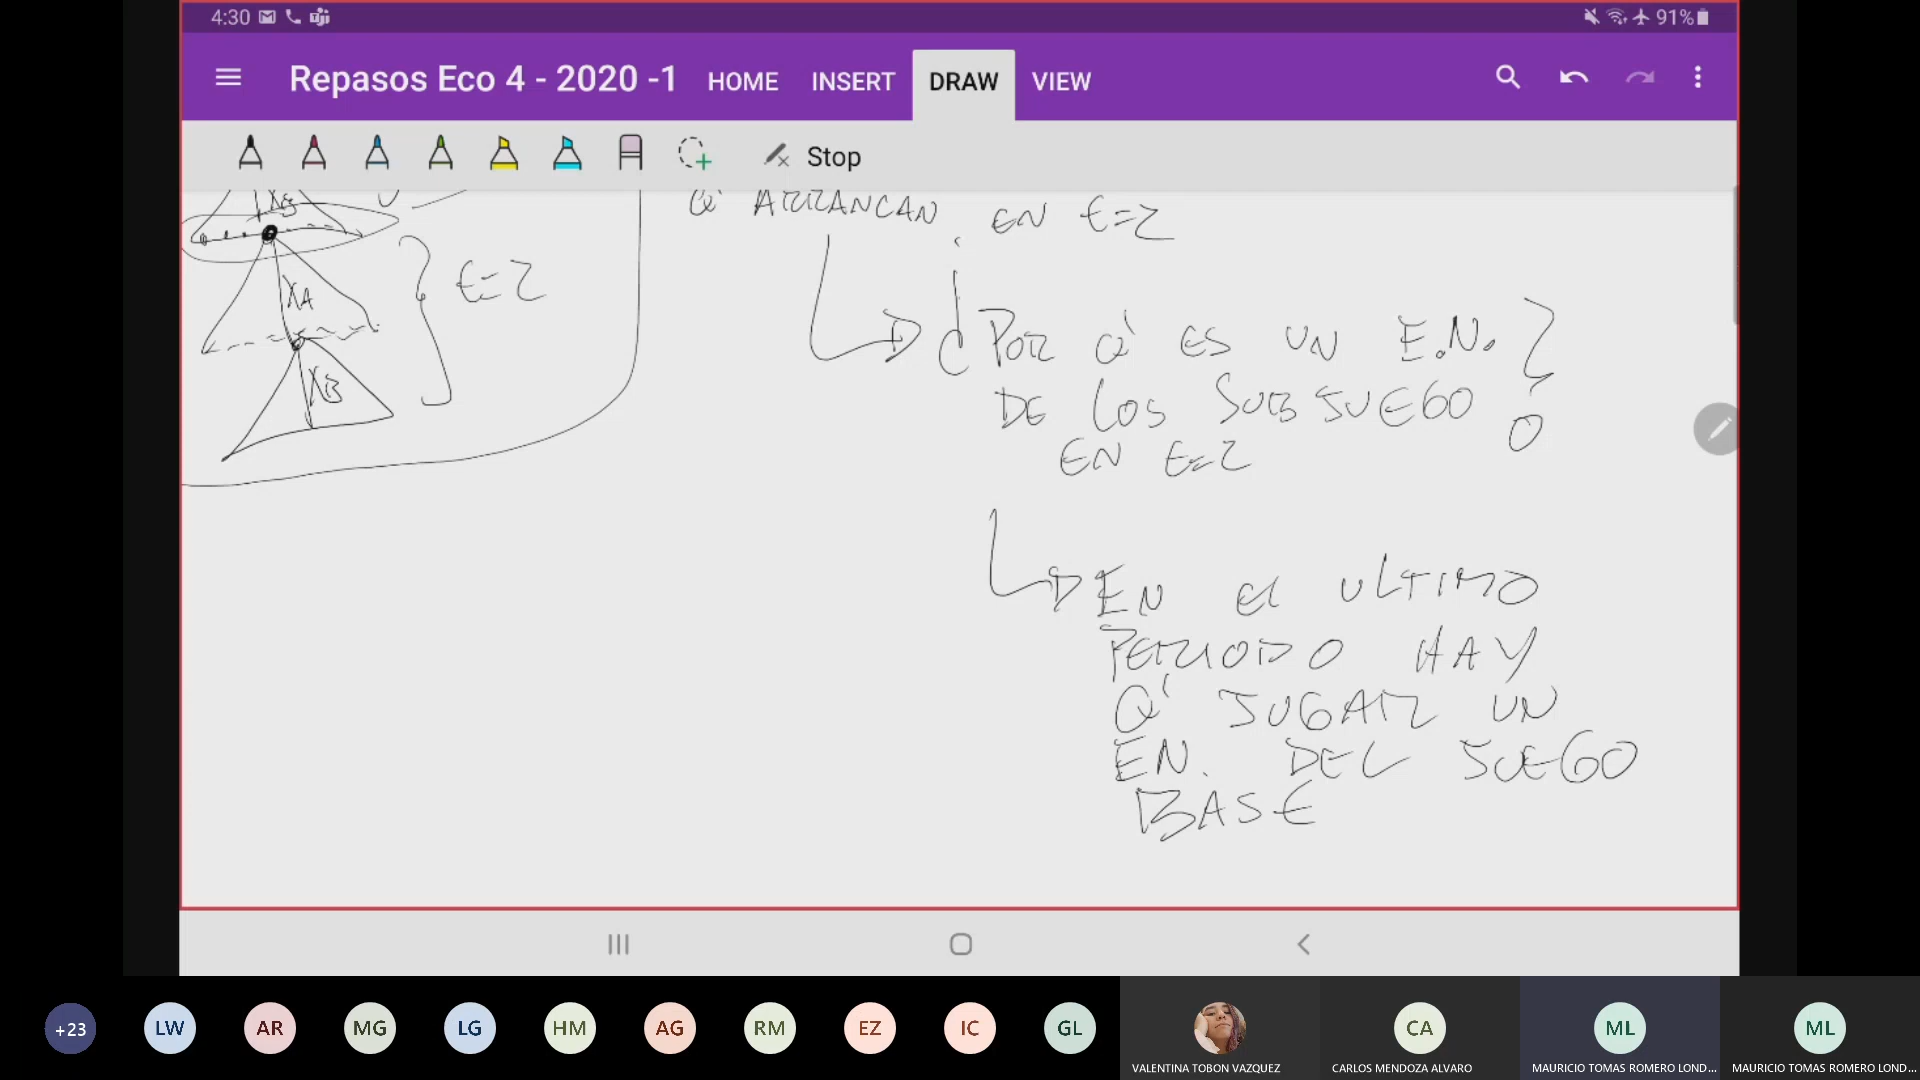 4:30
91%
Repasos Eco 4 - 2020 -1
HOME
INSERT
DRAW
VIEW
Stop
XB
Q' ARRANCAN EN t=2
t=2
XA
XB
¿POR Q' ES UN E.N.
DE LOS SUBJUEGO
EN t=2
?
EN EL ULTIMO
PERIODO HAY
Q' JUGAR UN
EN. DEL JUEGO
BASE
+23
LW
AR
MG
LG
HM
AG
RM
EZ
IC
GL
VALENTINA TOBON VAZQUEZ
CA
CARLOS MENDOZA ALVARO
ML
MAURICIO TOMAS ROMERO LOND...
ML
MAURICIO TOMAS ROMERO LOND...